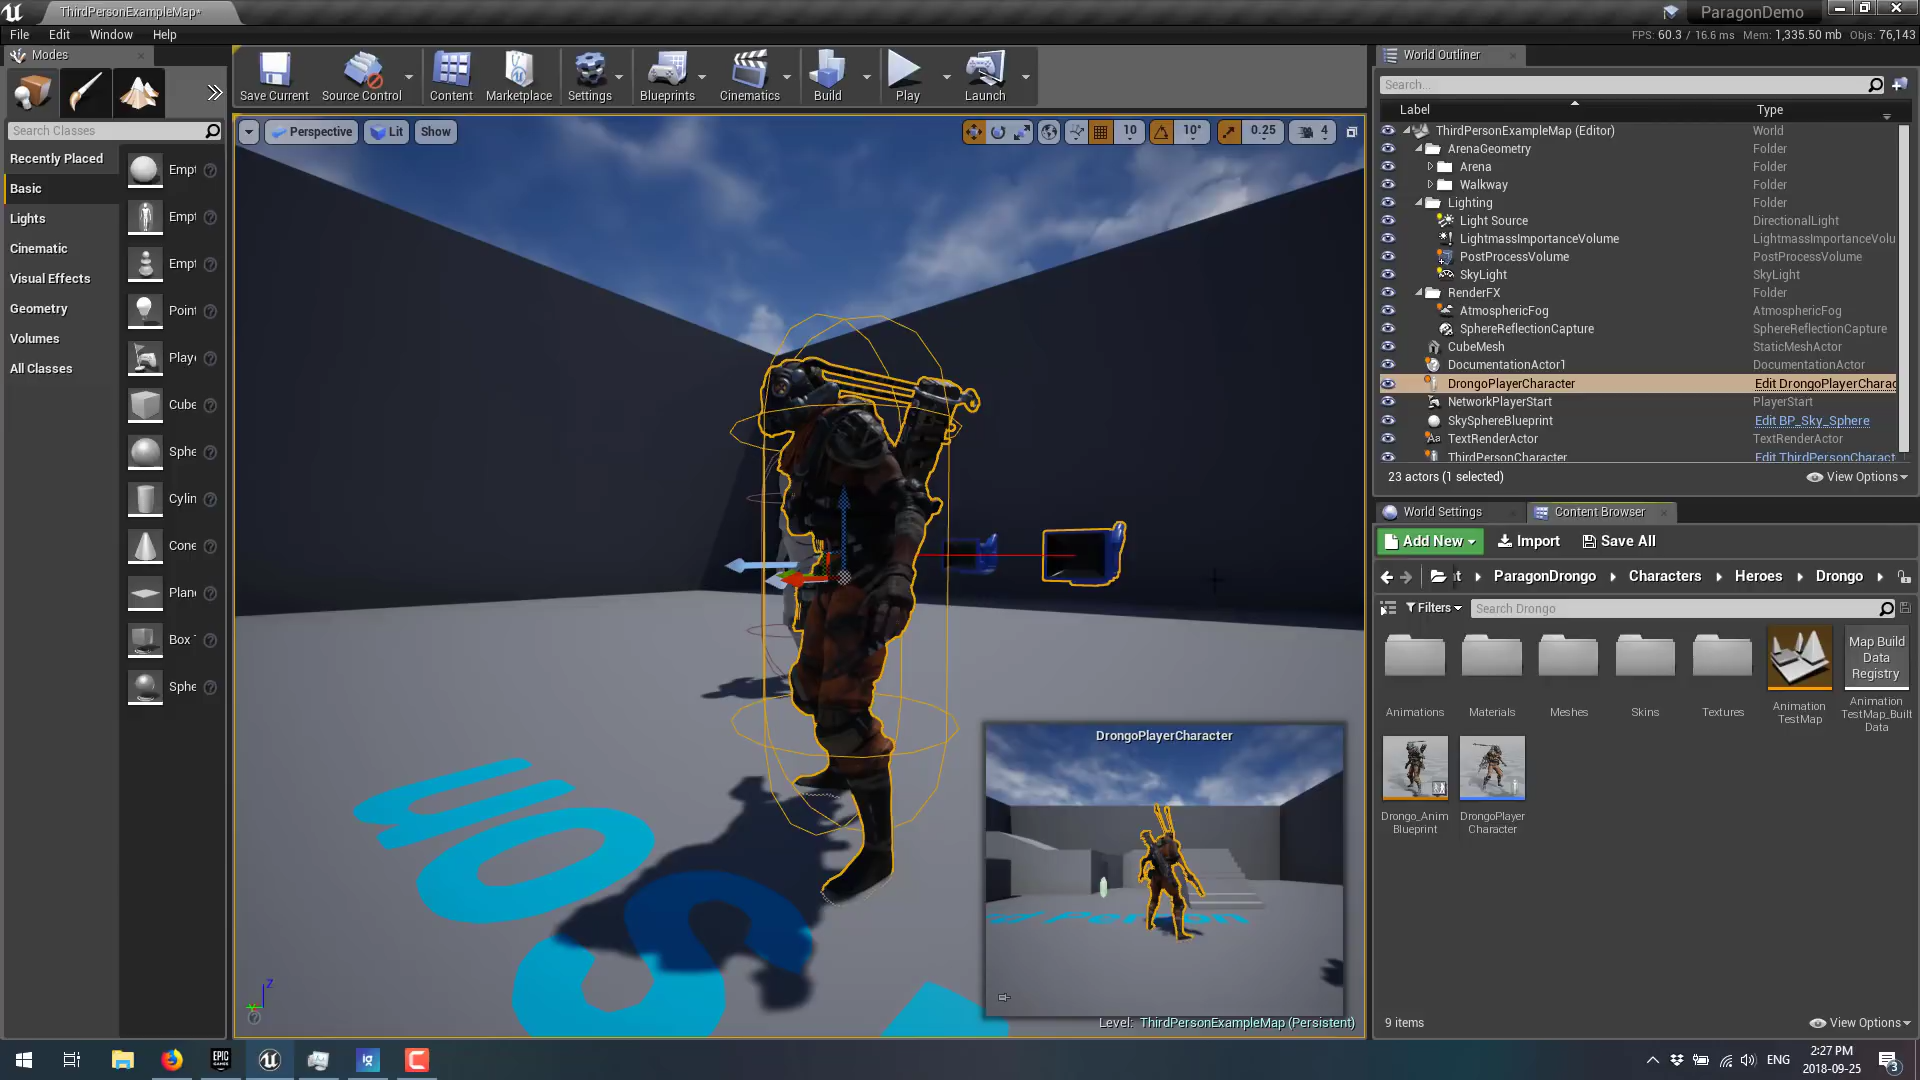 ThirdPersonExampleMap*
ParagonDemo
File Edit Window Help
FPS: 60.3 / 16.6 ms Mem: 1,335.50 mb Objs: 76,143
Modes
Save Current
Source Control
Content
Marketplace
Settings
Blueprints
Cinematics
Build
Play
Launch
Search Classes
Recently Placed
Basic
Lights
Cinematic
Visual Effects
Geometry
Volumes
All Classes
Empt
Empt
Empt
Point
Playe
Cube
Sphe
Cylin
Cone
Plane
Box T
Sphe
Perspective Lit Show
10 10° 0.25 4
DrongoPlayerCharacter
Level: ThirdPersonExampleMap (Persistent)
Z
World Outliner
Search...
Label Type
ThirdPersonExampleMap (Editor) World
ArenaGeometry Folder
Arena Folder
Walkway Folder
Lighting Folder
Light Source DirectionalLight
LightmassImportanceVolume LightmassImportanceVolu
PostProcessVolume PostProcessVolume
SkyLight SkyLight
RenderFX Folder
AtmosphericFog AtmosphericFog
SphereReflectionCapture SphereReflectionCapture
CubeMesh StaticMeshActor
DocumentationActor1 DocumentationActor
DrongoPlayerCharacter Edit DrongoPlayerCharac
NetworkPlayerStart PlayerStart
SkySphereBlueprint Edit BP_Sky_Sphere
TextRenderActor TextRenderActor
ThirdPersonCharacter Edit ThirdPersonCharact
23 actors (1 selected) View Options
World Settings Content Browser
Add New Import Save All
t ParagonDrongo Characters Heroes Drongo
Filters Search Drongo
Animations
Materials
Meshes
Skins
Textures
Animation
TestMap
Map Build
Data
Registry
Animation
TestMap_Built
Data
Drongo_Anim
Blueprint
DrongoPlayer
Character
9 items View Options
EPIC GAMES
ig
ENG
2:27 PM
2018-09-25
3